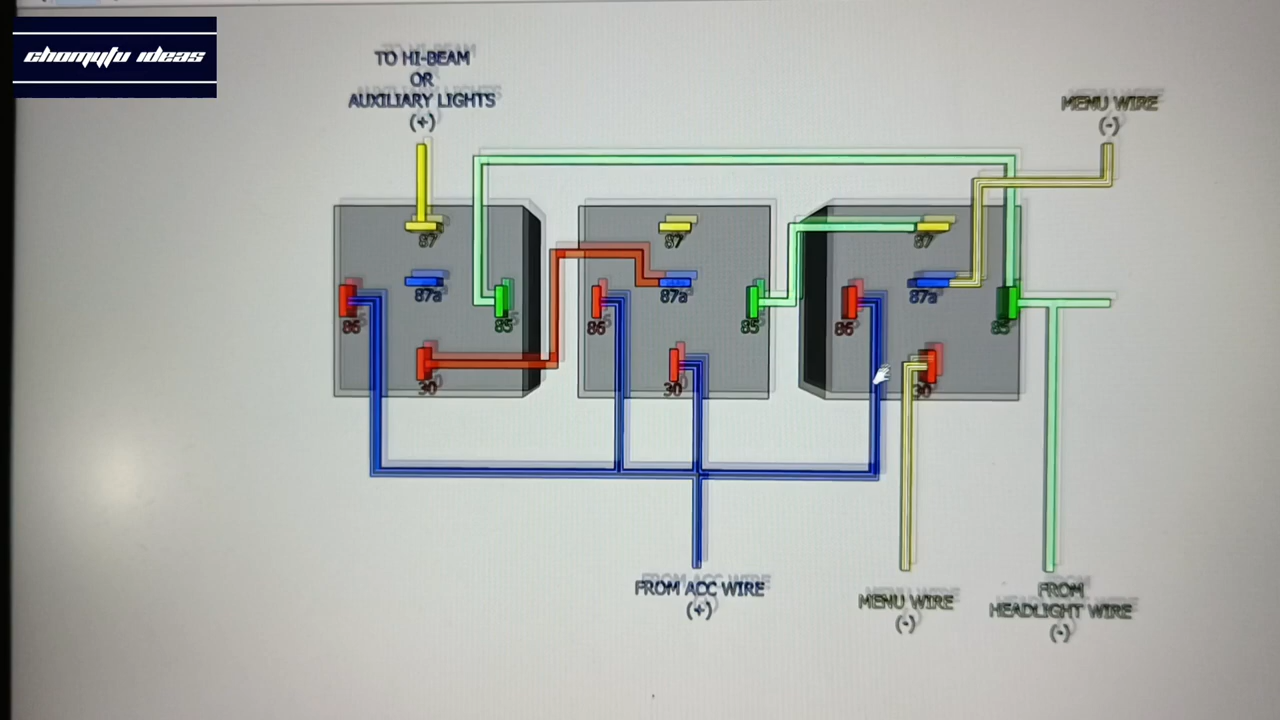 chomylu ideas
TO HI-BEAM
OR
AUXILIARY LIGHTS
(+)
MENU WIRE
(-)
87
87a
86
85
30
87
87a
86
85
30
87
87a
86
85
30
FROM ACC WIRE
(+)
MENU WIRE
(-)
FROM
HEADLIGHT WIRE
(-)